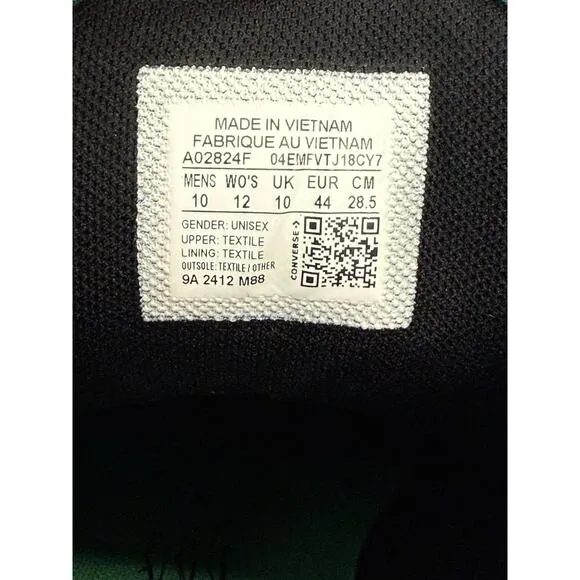 MADE IN VIETNAM
FABRIQUE AU VIETNAM
A02824F 04EMFVTJ18CY7
MENS WO'S UK EUR CM
10 12 10 44 28.5
GENDER: UNISEX
UPPER: TEXTILE
LINING: TEXTILE
OUTSOLE: TEXTILE / OTHER
9A 2412 M88
CONVERSE